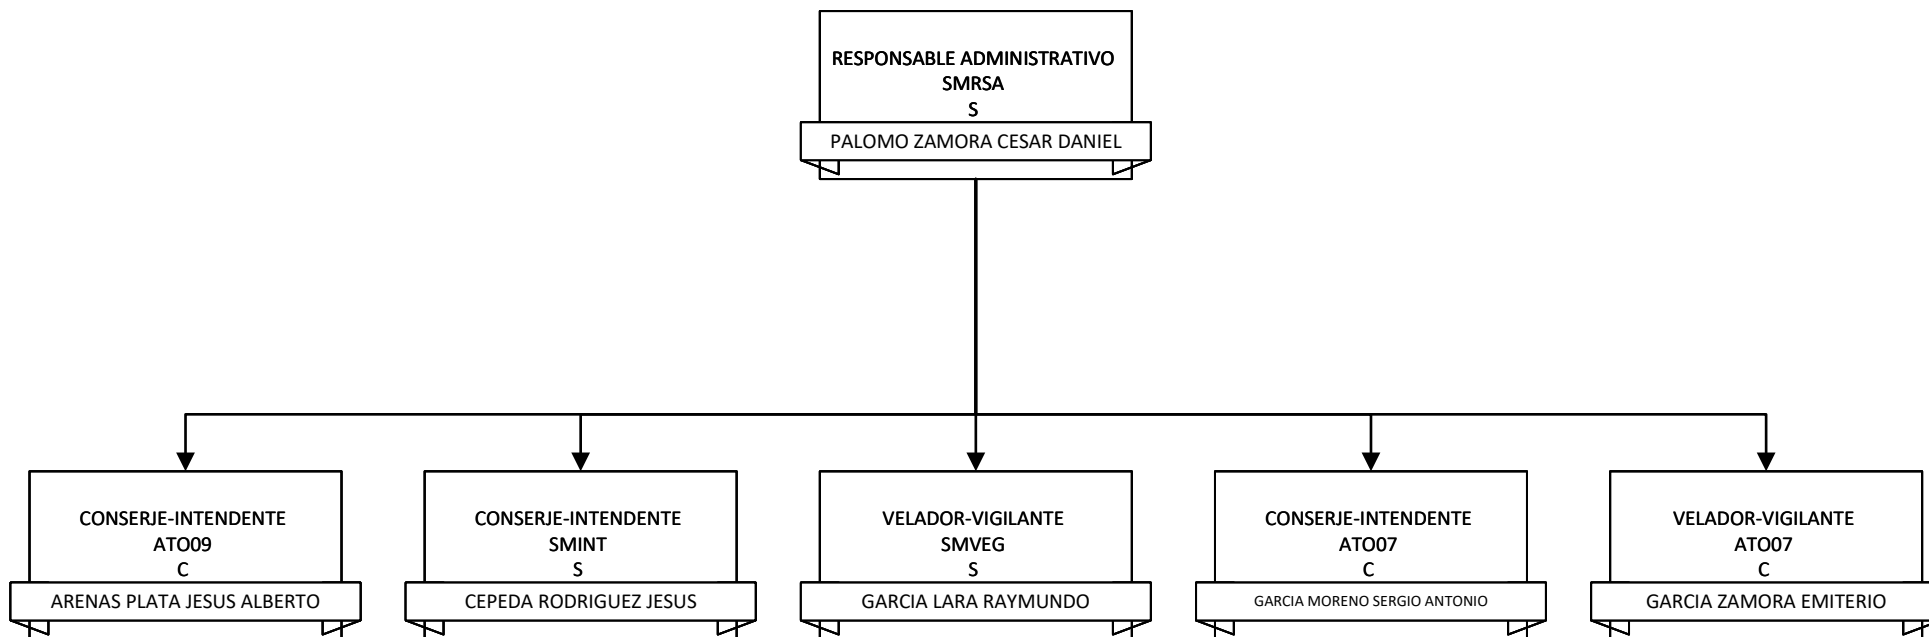 RESPONSABLE ADMINISTRATIVO
SMRSA
S
PALOMO ZAMORA CESAR DANIEL
CONSERJE-INTENDENTE
ATO09
C
ARENAS PLATA JESUS ALBERTO
CONSERJE-INTENDENTE
SMINT
S
CEPEDA RODRIGUEZ JESUS
VELADOR-VIGILANTE
SMVEG
S
GARCIA LARA RAYMUNDO
CONSERJE-INTENDENTE
ATO07
C
GARCIA MORENO SERGIO ANTONIO
VELADOR-VIGILANTE
ATO07
C
GARCIA ZAMORA EMITERIO